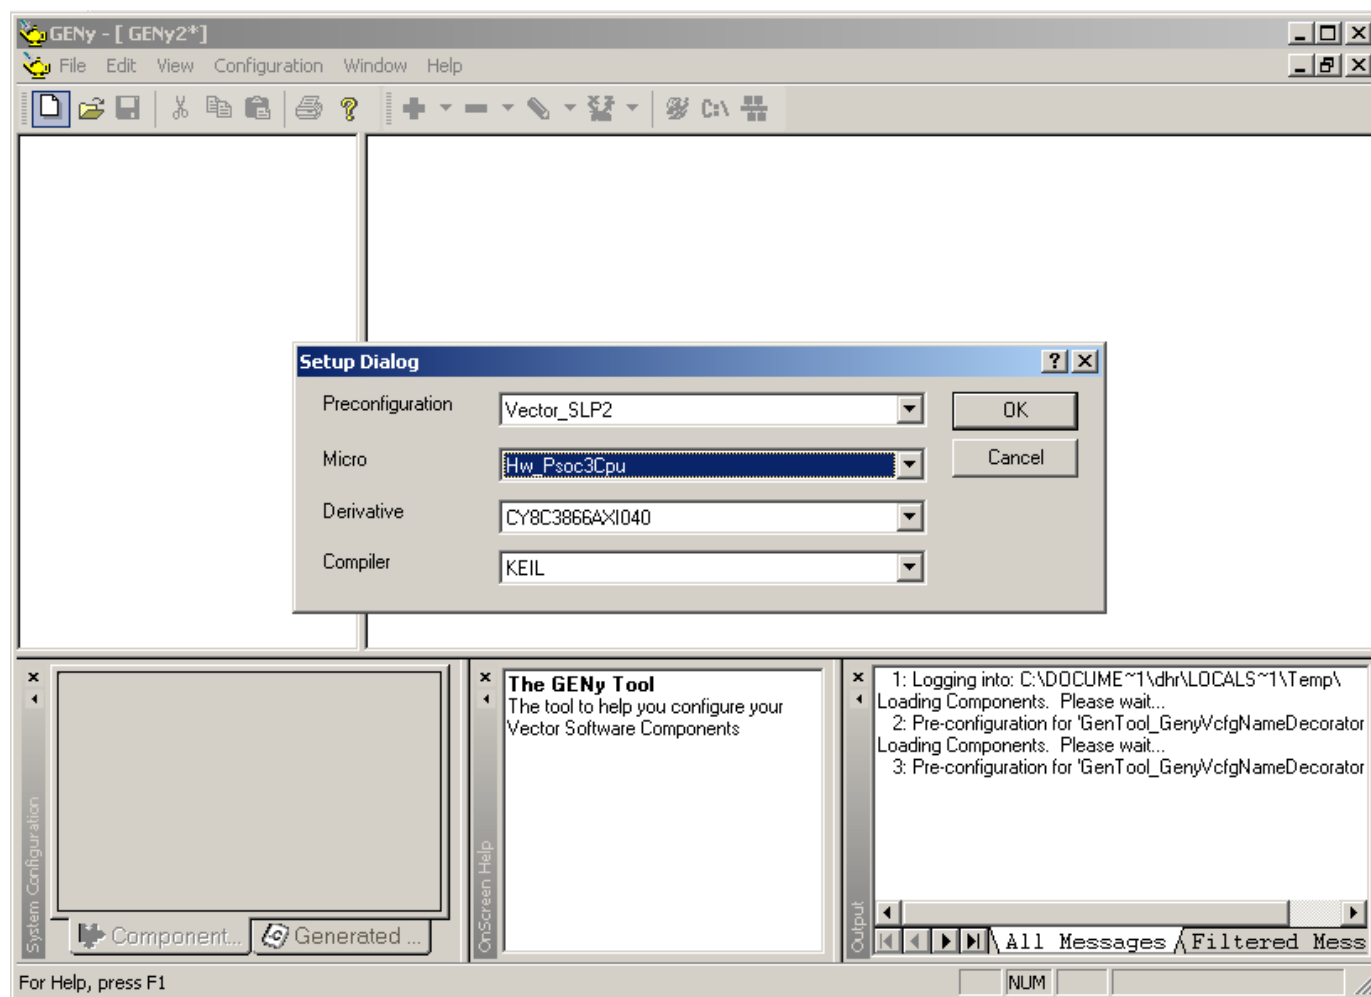 GENy - [ GENy2*]
File Edit View Configuration Window Help
C:\
Setup Dialog
Preconfiguration Vector_SLP2 OK
Micro Hw_Psoc3Cpu Cancel
Derivative CY8C3866AXI040
Compiler KEIL
System Configuration
Component... Generated ...
OnScreen Help
The GENy Tool
The tool to help you configure your
Vector Software Components
Output
1: Logging into: C:\DOCUME~1\dhr\LOCALS~1\Temp\
Loading Components. Please wait...
2: Pre-configuration for 'GenTool_GenyVcfgNameDecorator
Loading Components. Please wait...
3: Pre-configuration for 'GenTool_GenyVcfgNameDecorator
All Messages Filtered Mess
For Help, press F1 NUM